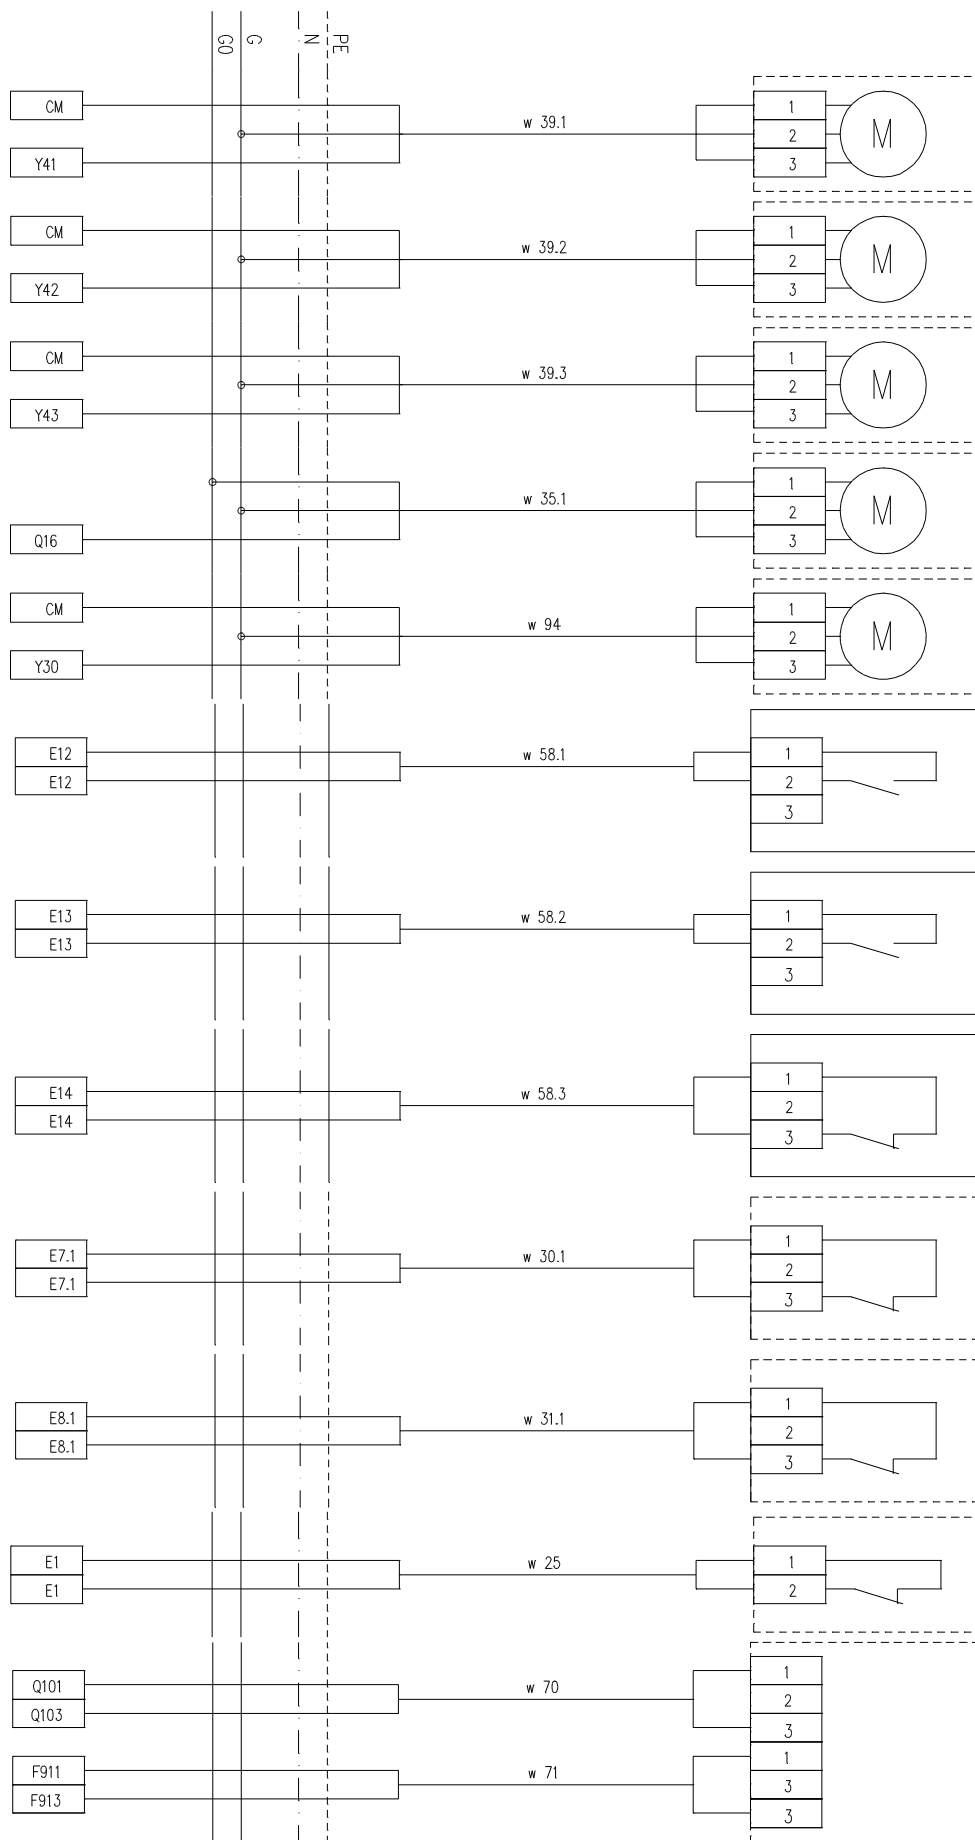 G0 G N PE
CM
w 39.1
1
2
3
M
Y41
CM
w 39.2
1
2
3
M
Y42
CM
w 39.3
1
2
3
M
Y43
w 35.1
1
2
3
M
Q16
CM
w 94
1
2
3
M
Y30
E12
E12
w 58.1
1
2
3
E13
E13
w 58.2
1
2
3
E14
E14
w 58.3
1
2
3
E7.1
E7.1
w 30.1
1
2
3
E8.1
E8.1
w 31.1
1
2
3
E1
E1
w 25
1
2
Q101
Q103
w 70
1
2
3
F911
F913
w 71
1
3
3